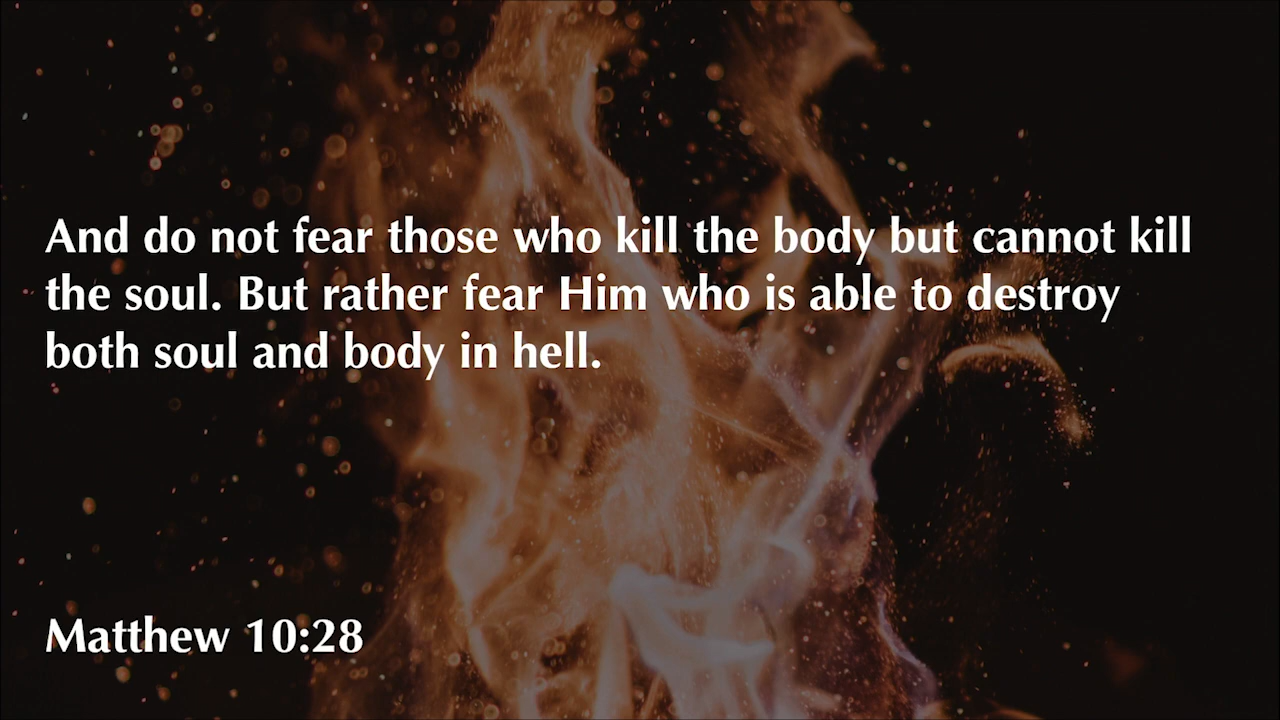 And do not fear those who kill the body but cannot kill
the soul. But rather fear Him who is able to destroy
both soul and body in hell.
Matthew 10:28